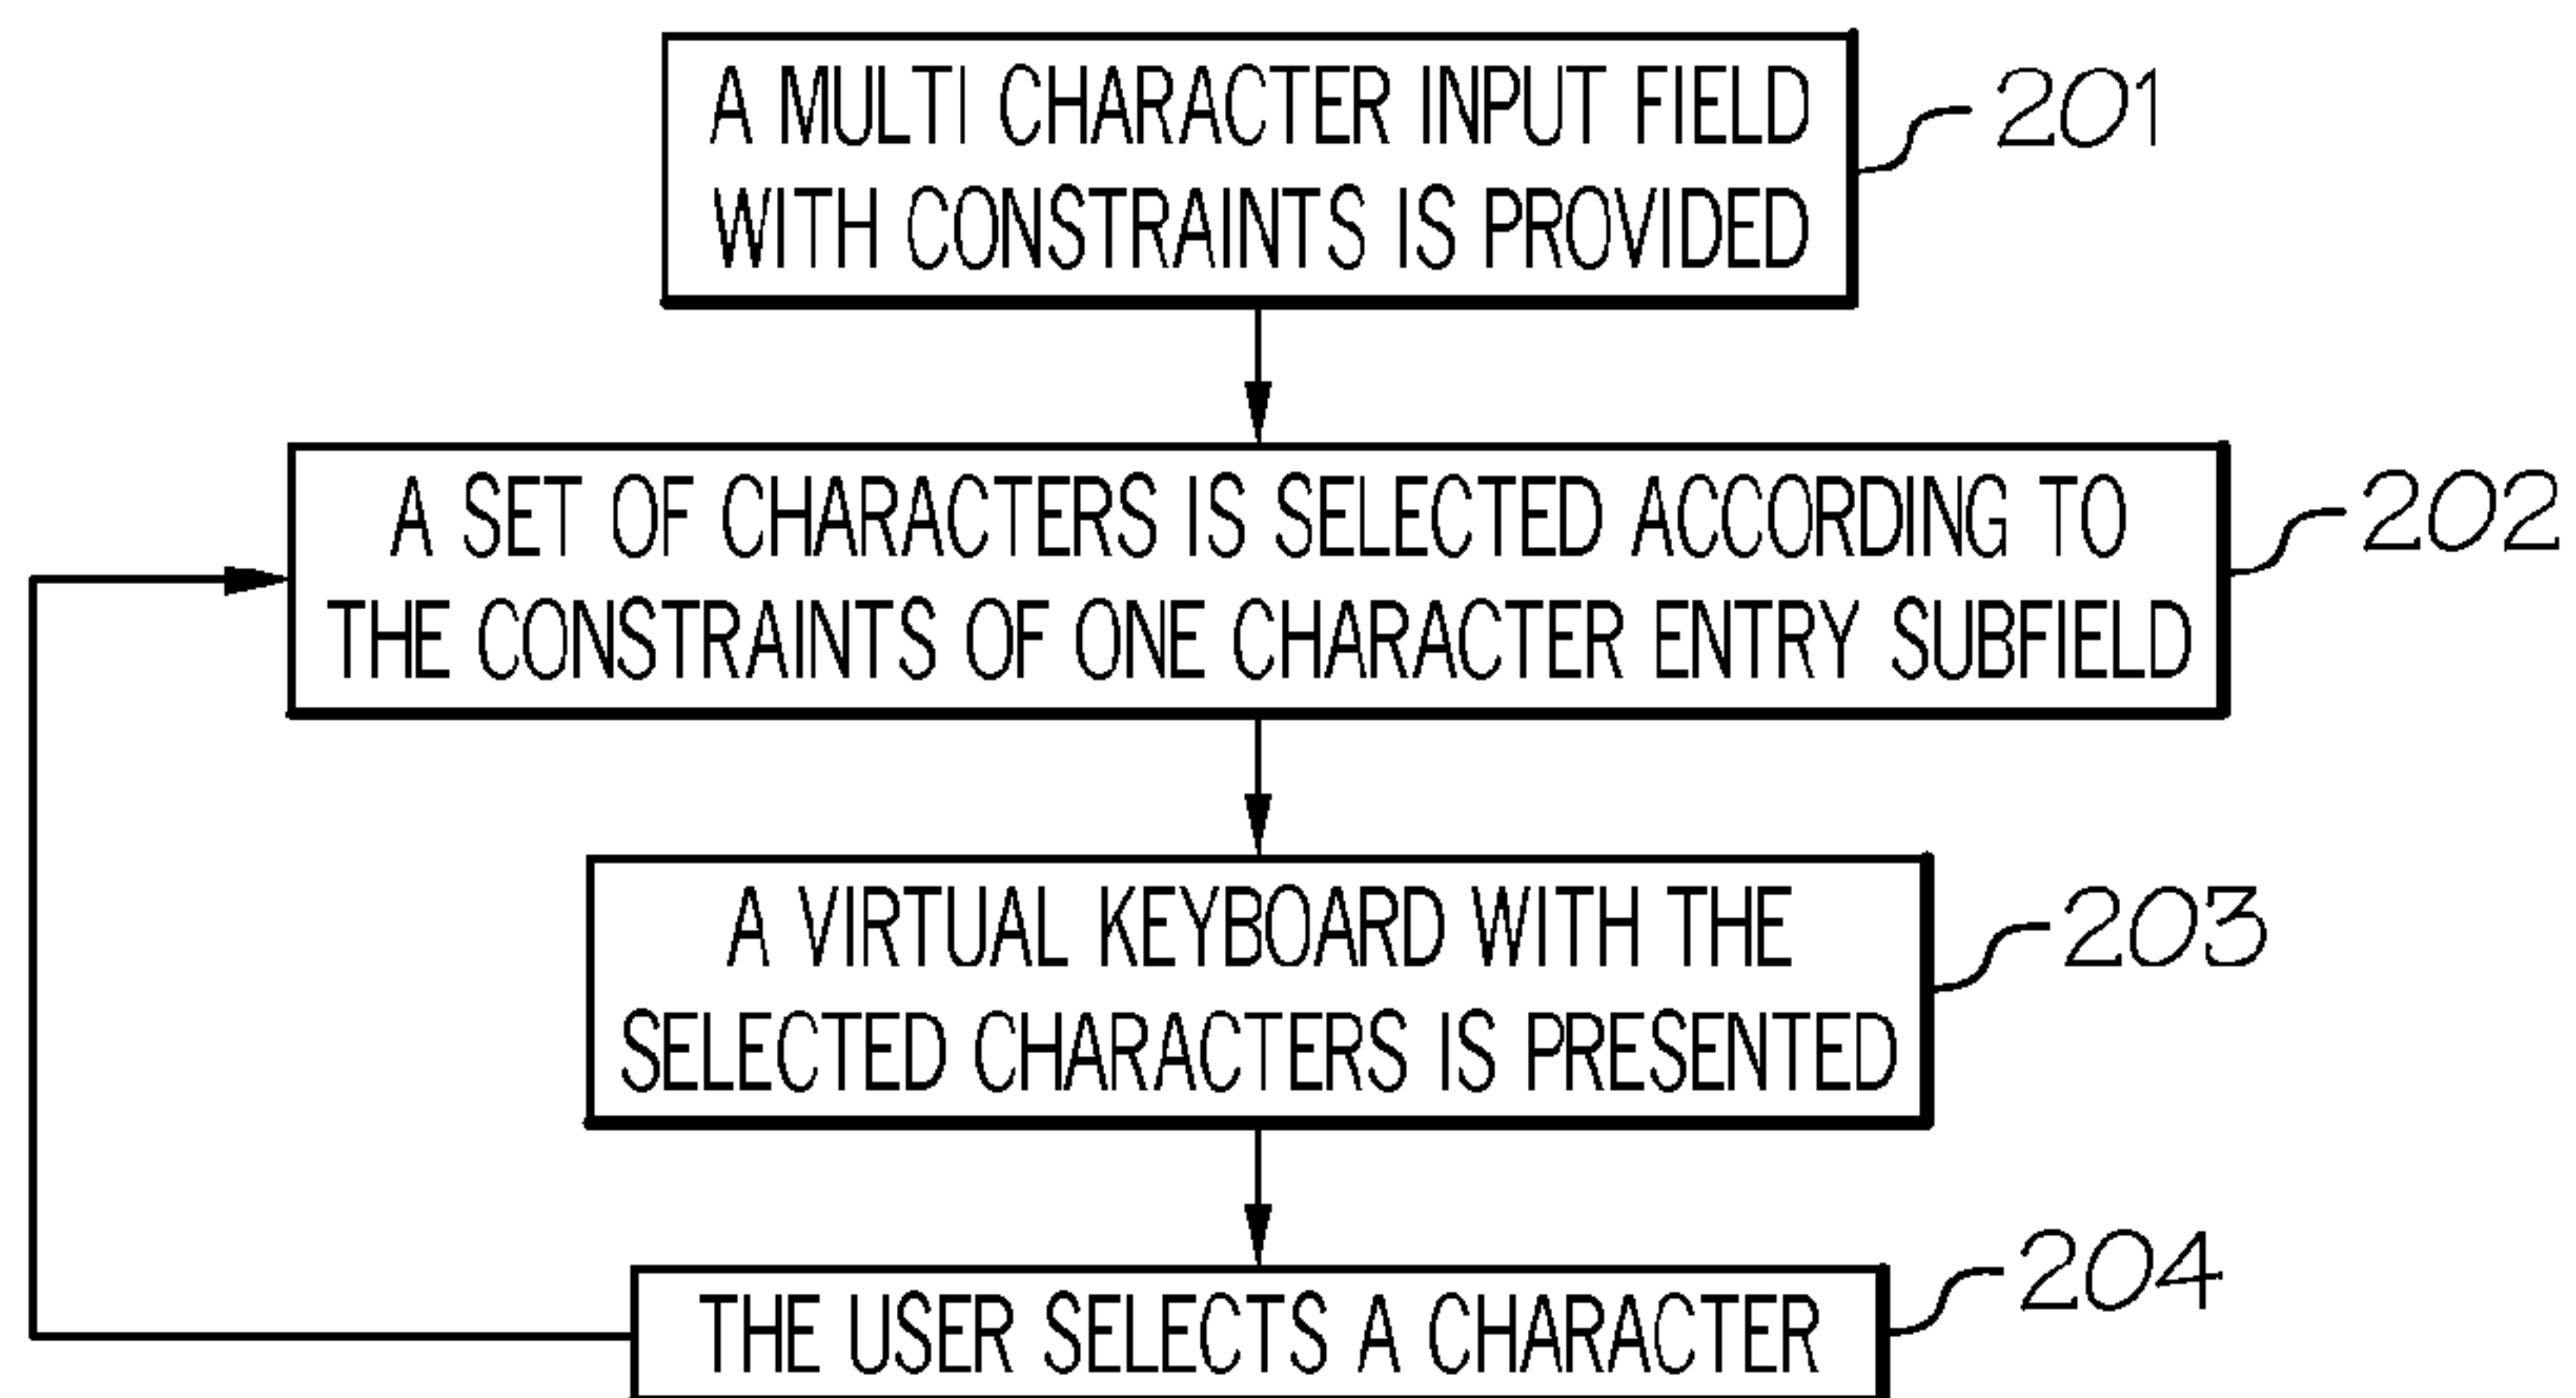 A MULTI CHARACTER INPUT FIELD
WITH CONSTRAINTS IS PROVIDED
201
A SET OF CHARACTERS IS SELECTED ACCORDING TO
THE CONSTRAINTS OF ONE CHARACTER ENTRY SUBFIELD
202
A VIRTUAL KEYBOARD WITH THE
SELECTED CHARACTERS IS PRESENTED
203
THE USER SELECTS A CHARACTER
204